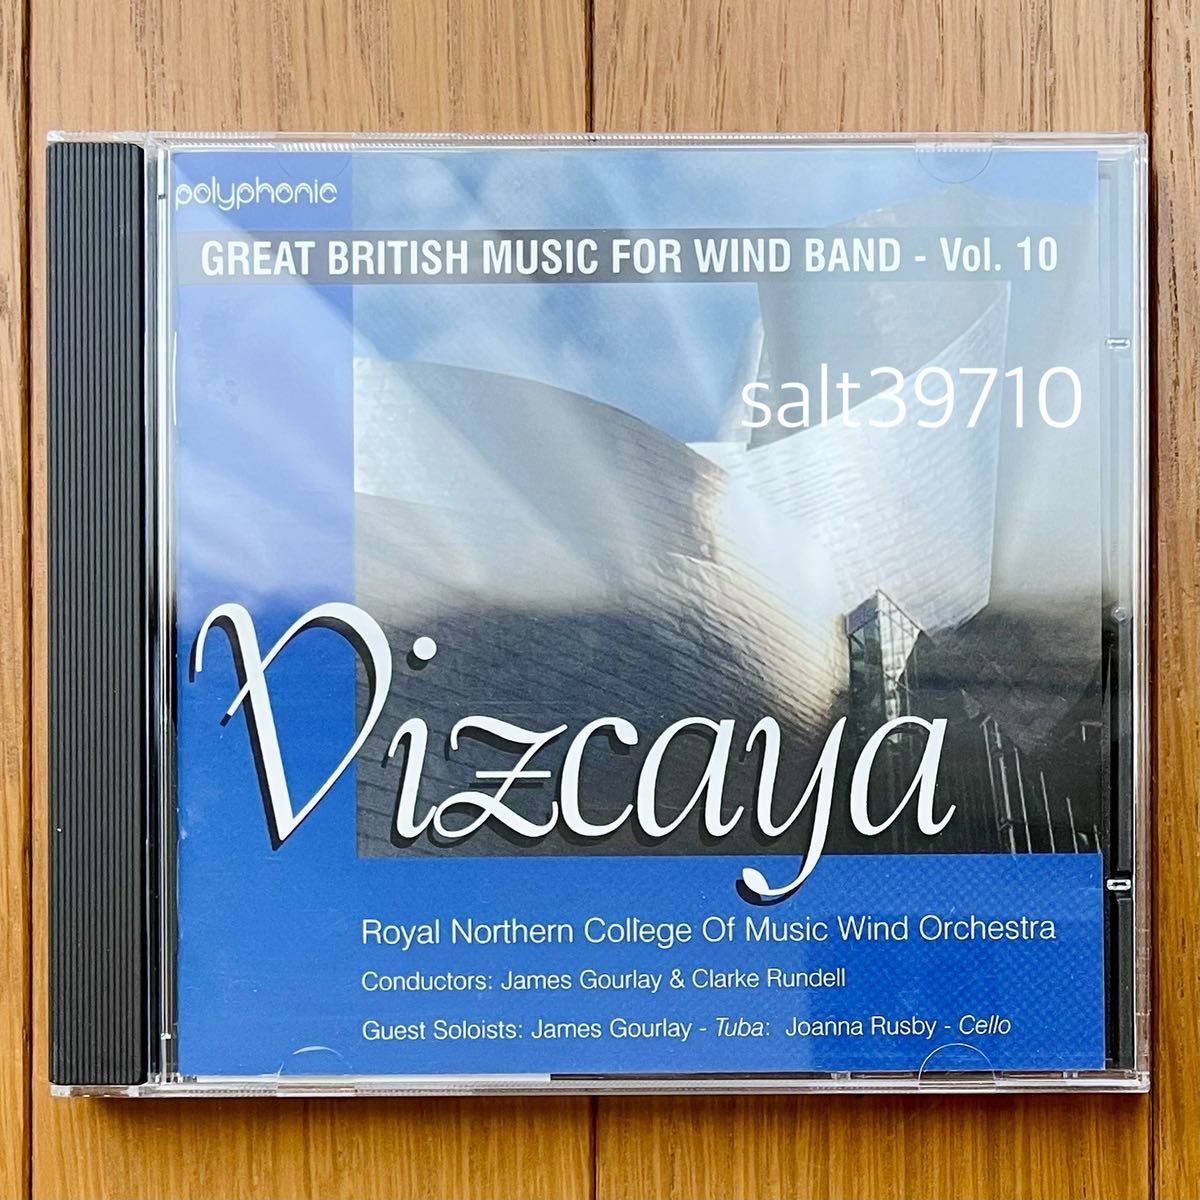 polyphonic
GREAT BRITISH MUSIC FOR WIND BAND - Vol. 10
salt39710
Vizcaya
Royal Northern College Of Music Wind Orchestra
Conductors: James Gourlay & Clarke Rundell
Guest Soloists: James Gourlay - Tuba: Joanna Rusby - Cello